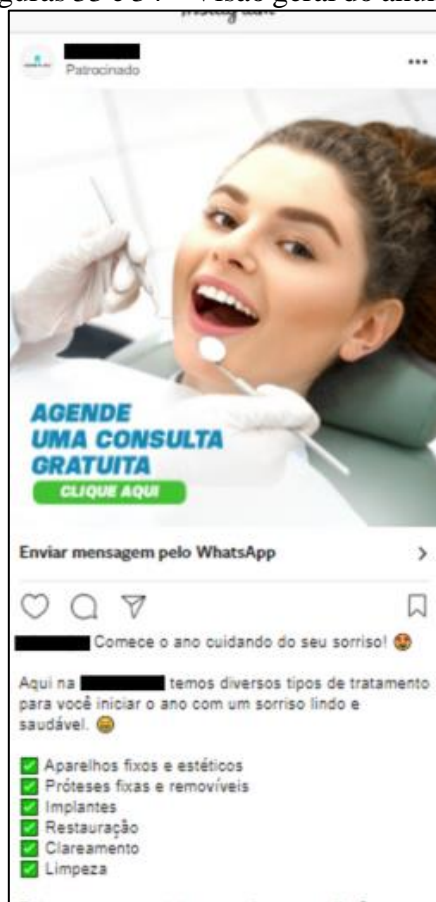 Patrocinado
AGENDE
UMA CONSULTA
GRATUITA
CLIQUE AQUI
Enviar mensagem pelo WhatsApp
Comece o ano cuidando do seu sorriso!
Aqui na temos diversos tipos de tratamento
para você iniciar o ano com um sorriso lindo e
saudável.
Aparelhos fixos e estéticos
Próteses fixas e removíveis
Implantes
Restauração
Clareamento
Limpeza